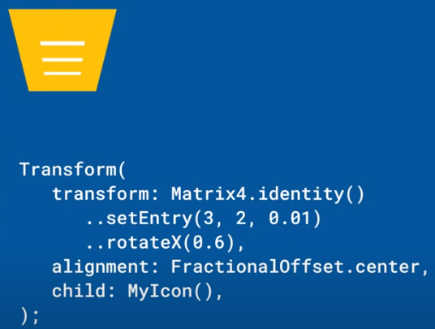 Transform(
transform: Matrix4.identity()
..setEntry(3, 2, 0.01)
..rotateX(0.6),
alignment: FractionalOffset.center,
child: MyIcon(),
);